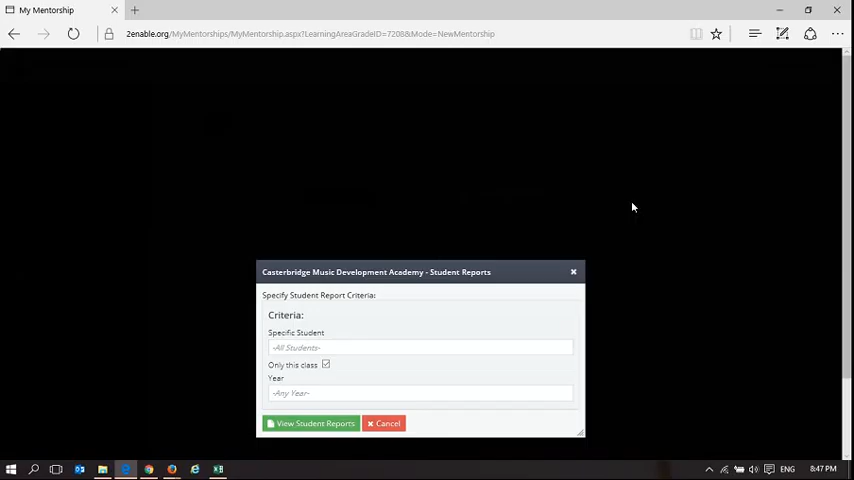 My Mentorship
2enable.org/MyMentorships/MyMentorship.aspx?LearningAreaGradeID=7208&Mode=NewMentorship
Casterbridge Music Development Academy - Student Reports
Specify Student Report Criteria:
Criteria:
Specific Student
-All Students-
Only this class
Year
-Any Year-
View Student Reports
Cancel
ENG
8:47 PM